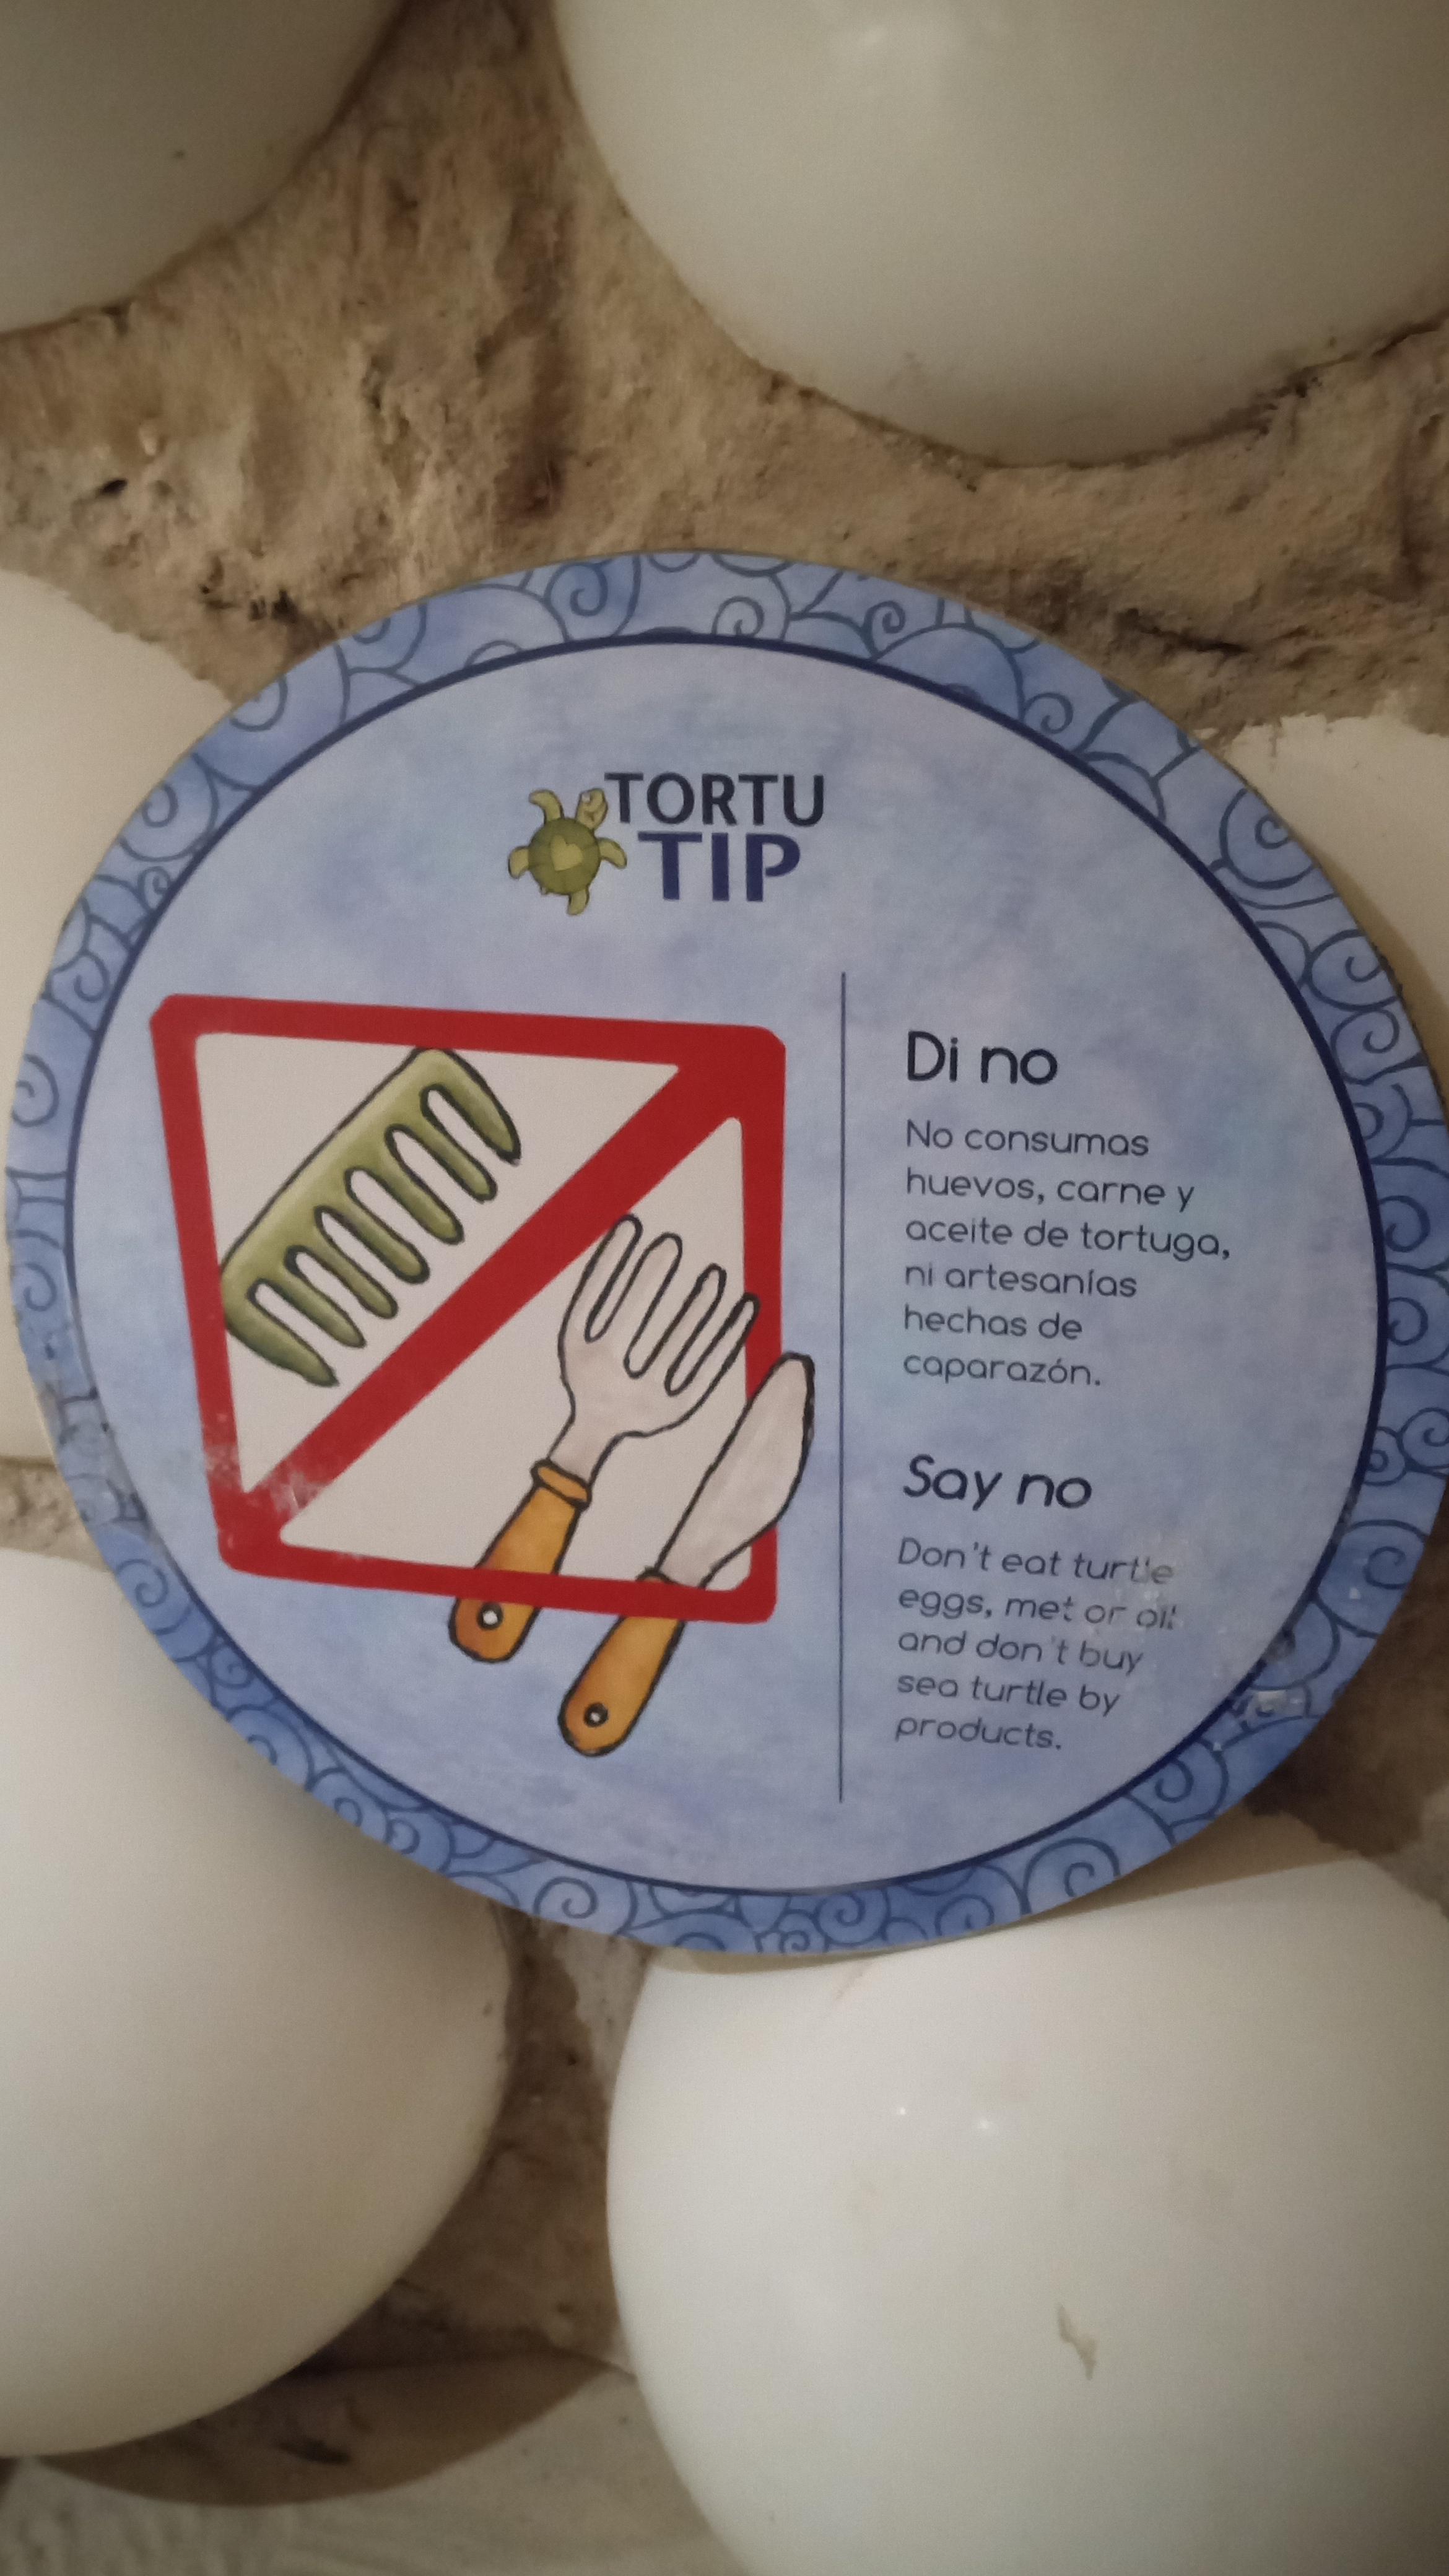 TORTU
TIP
Di no
No consumas
huevos, carne y
aceite de tortuga,
ni artesanías
hechas de
caparazón.
Say no
Don't eat turtle
eggs, met or oil
and don't buy
sea turtle by
products.